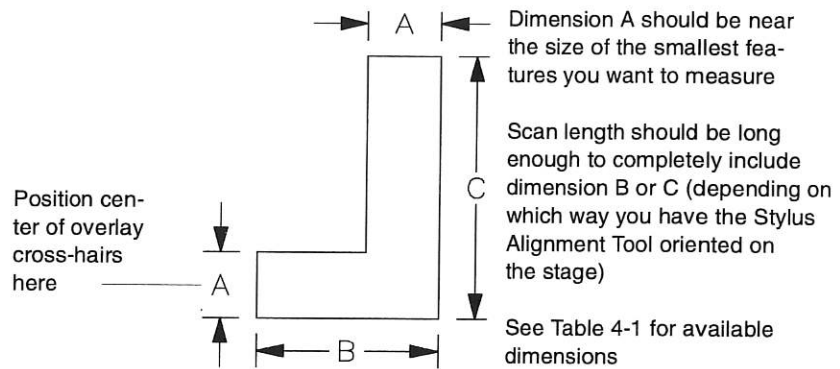 A
Dimension A should be near
the size of the smallest fea-
tures you want to measure
Scan length should be long
enough to completely include
dimension B or C (depending on
which way you have the Stylus
Alignment Tool oriented on
the stage)
See Table 4-1 for available
dimensions
C
Position cen-
ter of overlay
cross-hairs
here
A
B